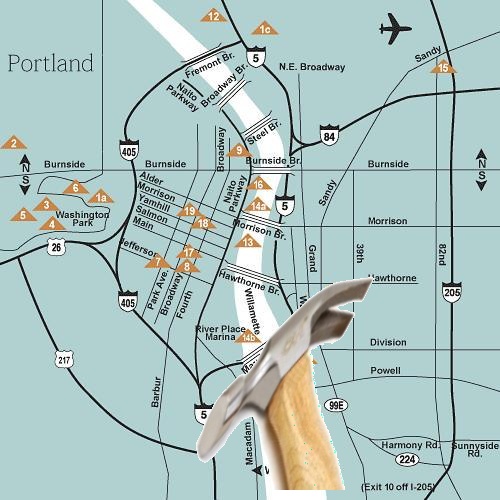 12
1c
5
Fremont Br.
Sandy
Portland
Broadway Br.
N.E. Broadway
15
Naito
Parkway
Steel Br.
84
Broadway
2
405
9
N
S
Burnside
Burnside
Burnside Br.
Burnside
N
S
Alder
Naito
Parkway
16
Sandy
6
1a
Morrison
3
Yamhill
19
14a
5
5
Washington
Park
Salmon
18
Morrison
4
Main
Morrison Br.
26
Jefferson
17
13
Grand
39th
82nd
7
8
Hawthorne Br.
Hawthorne
Park Ave.
Broadway
Fourth
405
Willamette
205
River Place
Marina
14b
Division
217
Powell
Barbur
5
99E
Macadam
Harmony Rd.
Sunnyside
Rd.
224
(Exit 10 off I-205)